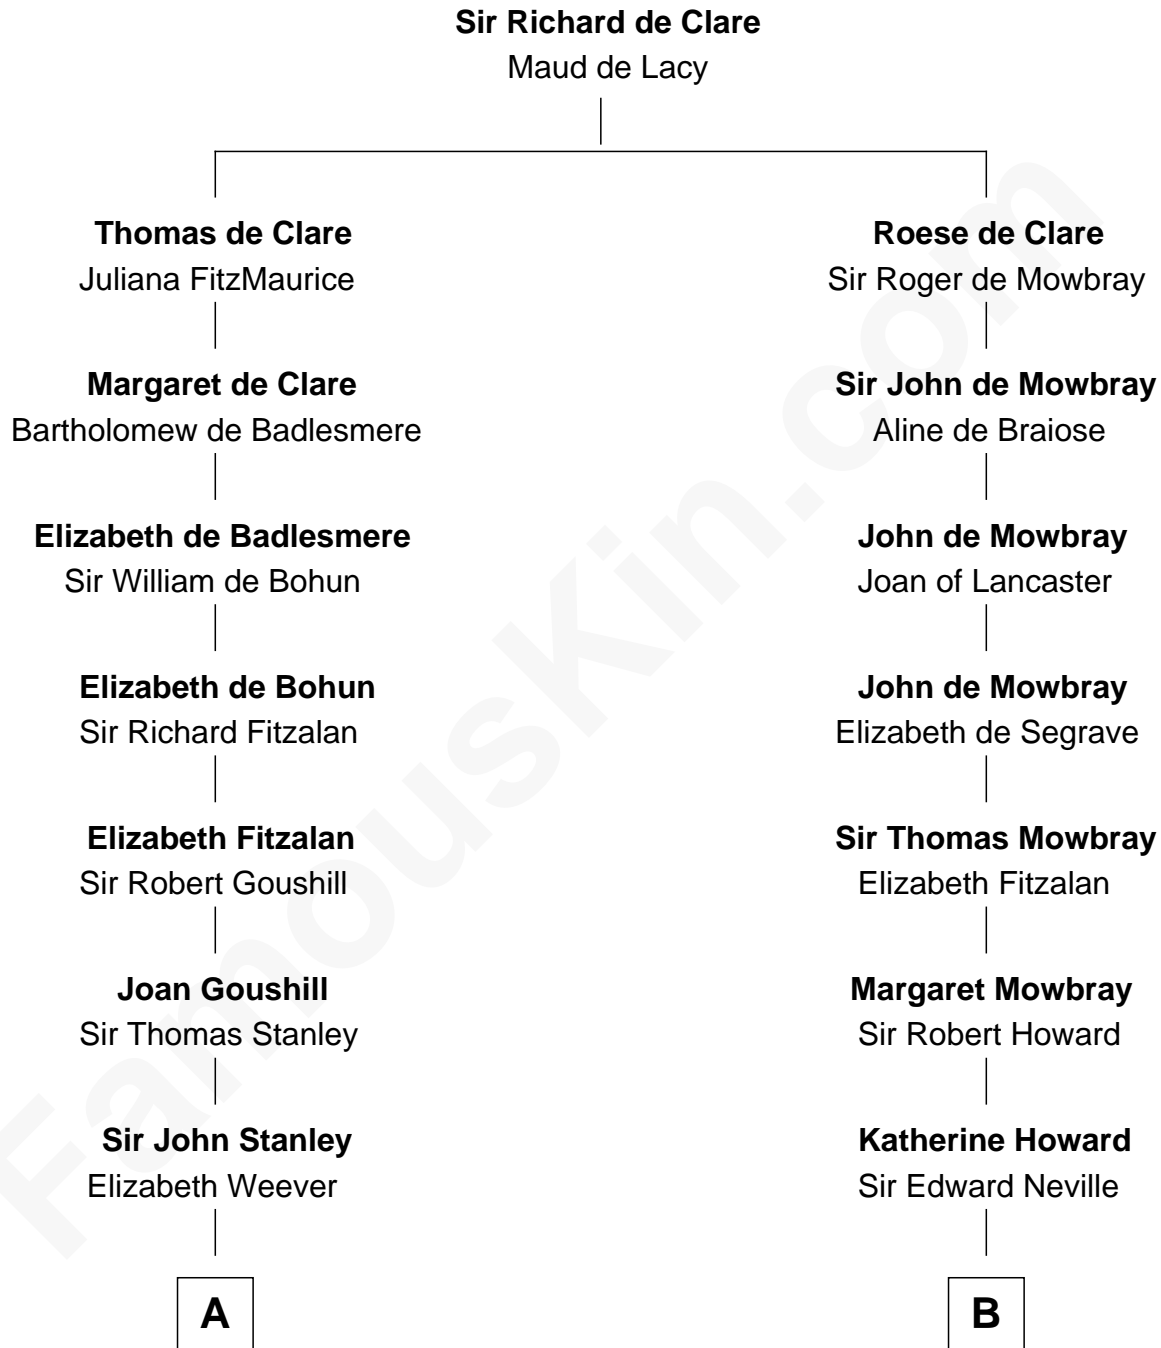 Sir Richard de Clare
Maud de Lacy
Thomas de Clare
Juliana FitzMaurice
Roese de Clare
Sir Roger de Mowbray
Margaret de Clare
Bartholomew de Badlesmere
Sir John de Mowbray
Aline de Braiose
Elizabeth de Badlesmere
Sir William de Bohun
John de Mowbray
Joan of Lancaster
Elizabeth de Bohun
Sir Richard Fitzalan
John de Mowbray
Elizabeth de Segrave
Elizabeth Fitzalan
Sir Robert Goushill
Sir Thomas Mowbray
Elizabeth Fitzalan
Joan Goushill
Sir Thomas Stanley
Margaret Mowbray
Sir Robert Howard
Sir John Stanley
Elizabeth Weever
Katherine Howard
Sir Edward Neville
A
B
FamousKin.com